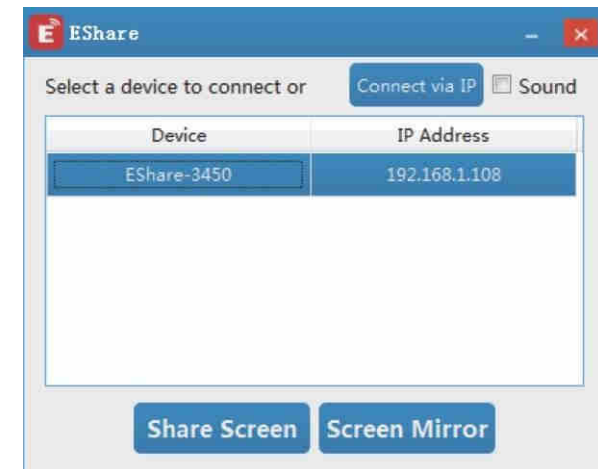 E EShare
Select a device to connect or Connect via IP Sound
Device IP Address
EShare-3450 192.168.1.108
Share Screen Screen Mirror